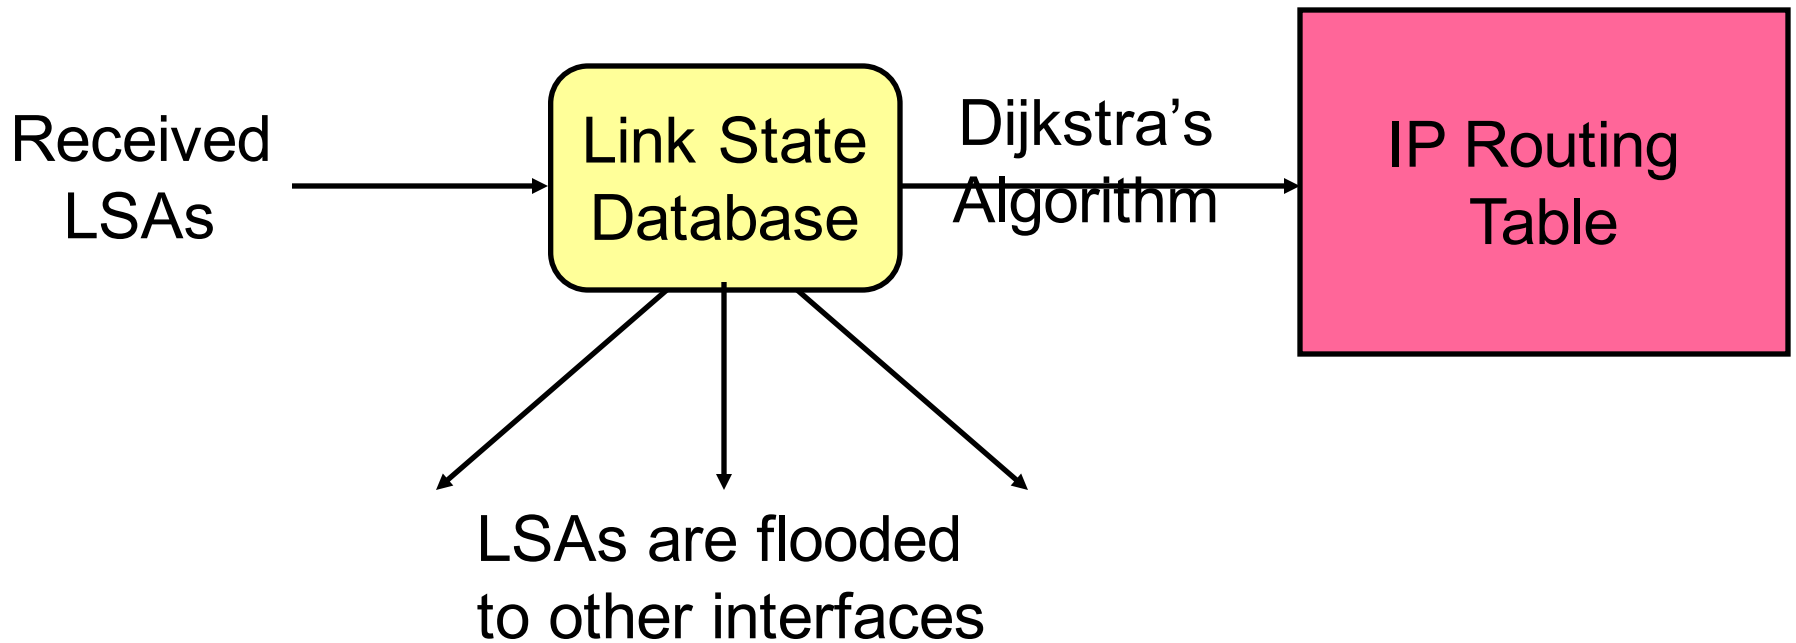 Received
LSAs
Link State
Database
Dijkstra’s
Algorithm
IP Routing
Table
LSAs are flooded
to other interfaces